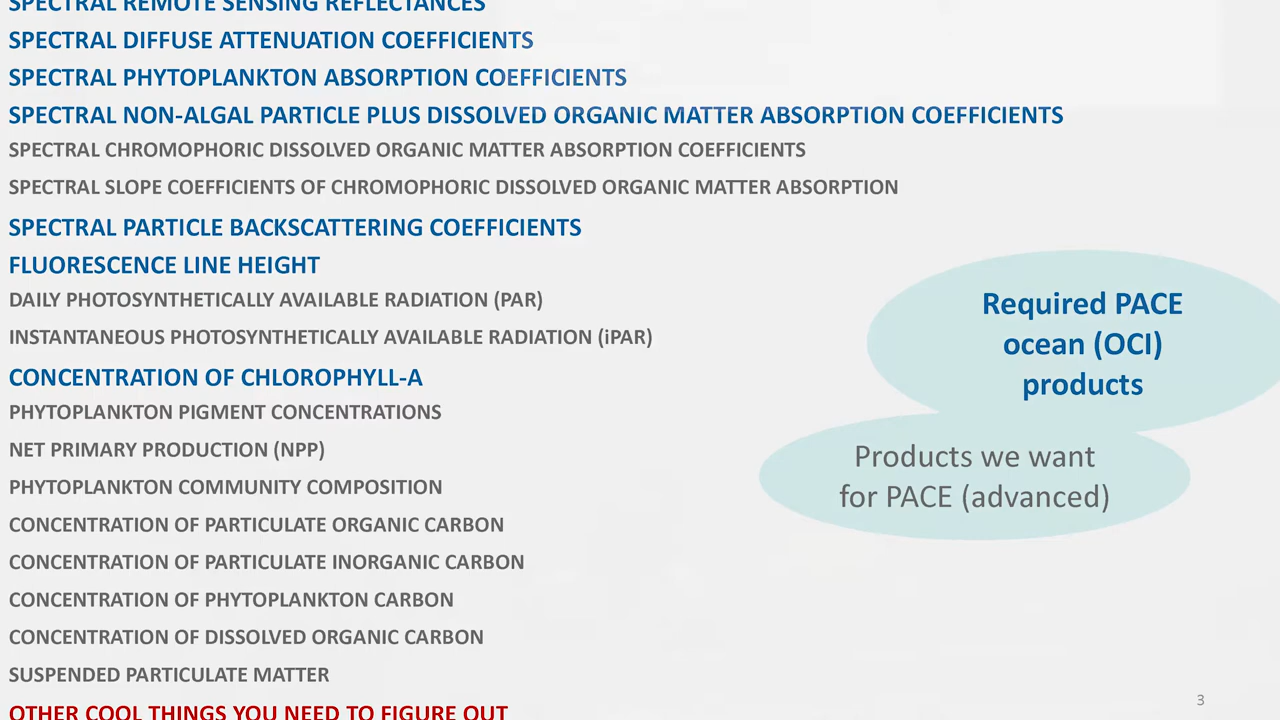 SPECTRAL REMOTE SENSING REFLECTANCES
SPECTRAL DIFFUSE ATTENUATION COEFFICIENTS
SPECTRAL PHYTOPLANKTON ABSORPTION COEFFICIENTS
SPECTRAL NON-ALGAL PARTICLE PLUS DISSOLVED ORGANIC MATTER ABSORPTION COEFFICIENTS
SPECTRAL CHROMOPHORIC DISSOLVED ORGANIC MATTER ABSORPTION COEFFICIENTS
SPECTRAL SLOPE COEFFICIENTS OF CHROMOPHORIC DISSOLVED ORGANIC MATTER ABSORPTION
SPECTRAL PARTICLE BACKSCATTERING COEFFICIENTS
FLUORESCENCE LINE HEIGHT
DAILY PHOTOSYNTHETICALLY AVAILABLE RADIATION (PAR)
INSTANTANEOUS PHOTOSYNTHETICALLY AVAILABLE RADIATION (iPAR)
CONCENTRATION OF CHLOROPHYLL-A
PHYTOPLANKTON PIGMENT CONCENTRATIONS
NET PRIMARY PRODUCTION (NPP)
PHYTOPLANKTON COMMUNITY COMPOSITION
CONCENTRATION OF PARTICULATE ORGANIC CARBON
CONCENTRATION OF PARTICULATE INORGANIC CARBON
CONCENTRATION OF PHYTOPLANKTON CARBON
CONCENTRATION OF DISSOLVED ORGANIC CARBON
SUSPENDED PARTICULATE MATTER
OTHER COOL THINGS YOU NEED TO FIGURE OUT
Required PACE
ocean (OCI)
products
Products we want
for PACE (advanced)
3